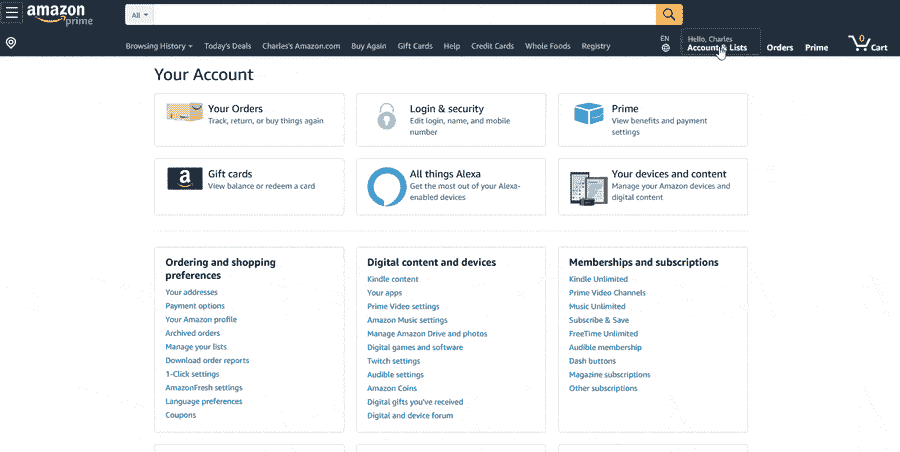 amazon
prime
All
Browsing History
Today's Deals
Charles's Amazon.com
Buy Again
Gift Cards
Help
Credit Cards
Whole Foods
Registry
EN
Hello, Charles
Account & Lists
Orders
Prime
0
Cart
Your Account
Your Orders
Track, return, or buy things again
Login & security
Edit login, name, and mobile
number
Prime
View benefits and payment
settings
a
Gift cards
View balance or redeem a card
All things Alexa
Get the most out of your Alexa-
enabled devices
Your devices and content
Manage your Amazon devices and
digital content
Ordering and shopping
preferences
Your addresses
Payment options
Your Amazon profile
Archived orders
Manage your lists
Download order reports
1-Click settings
AmazonFresh settings
Language preferences
Coupons
Digital content and devices
Kindle content
Your apps
Prime Video settings
Amazon Music settings
Manage Amazon Drive and photos
Digital games and software
Twitch settings
Audible settings
Amazon Coins
Digital gifts you've received
Digital and device forum
Memberships and subscriptions
Kindle Unlimited
Prime Video Channels
Music Unlimited
Subscribe & Save
FreeTime Unlimited
Audible membership
Dash buttons
Magazine subscriptions
Other subscriptions